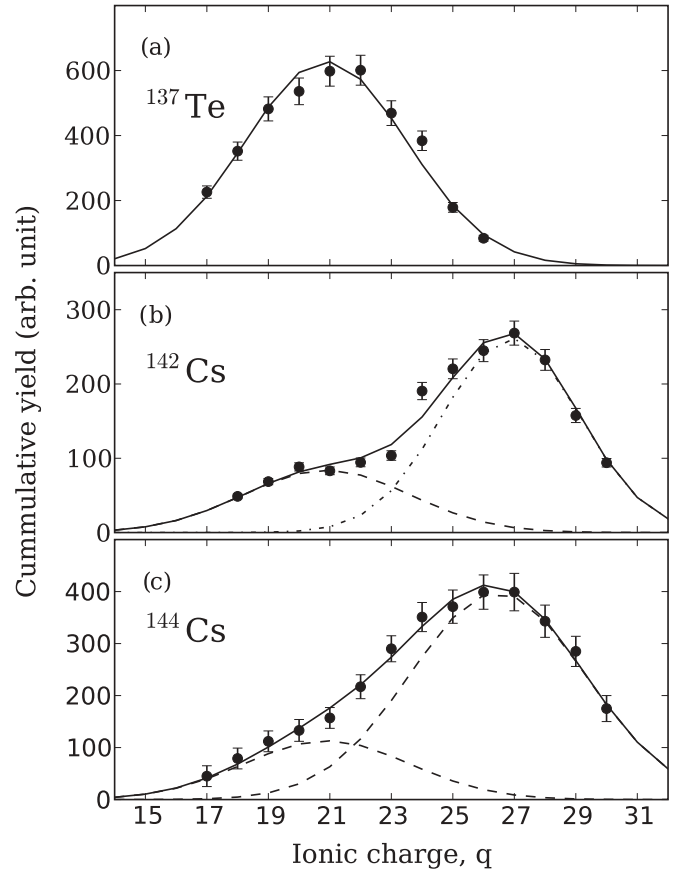 (a)
137Te
600
400
200
0
(b)
142Cs
300
200
100
0
(c)
144Cs
400
300
200
100
0
15 17 19 21 23 25 27 29 31
Ionic charge, q
Cummulative yield (arb. unit)